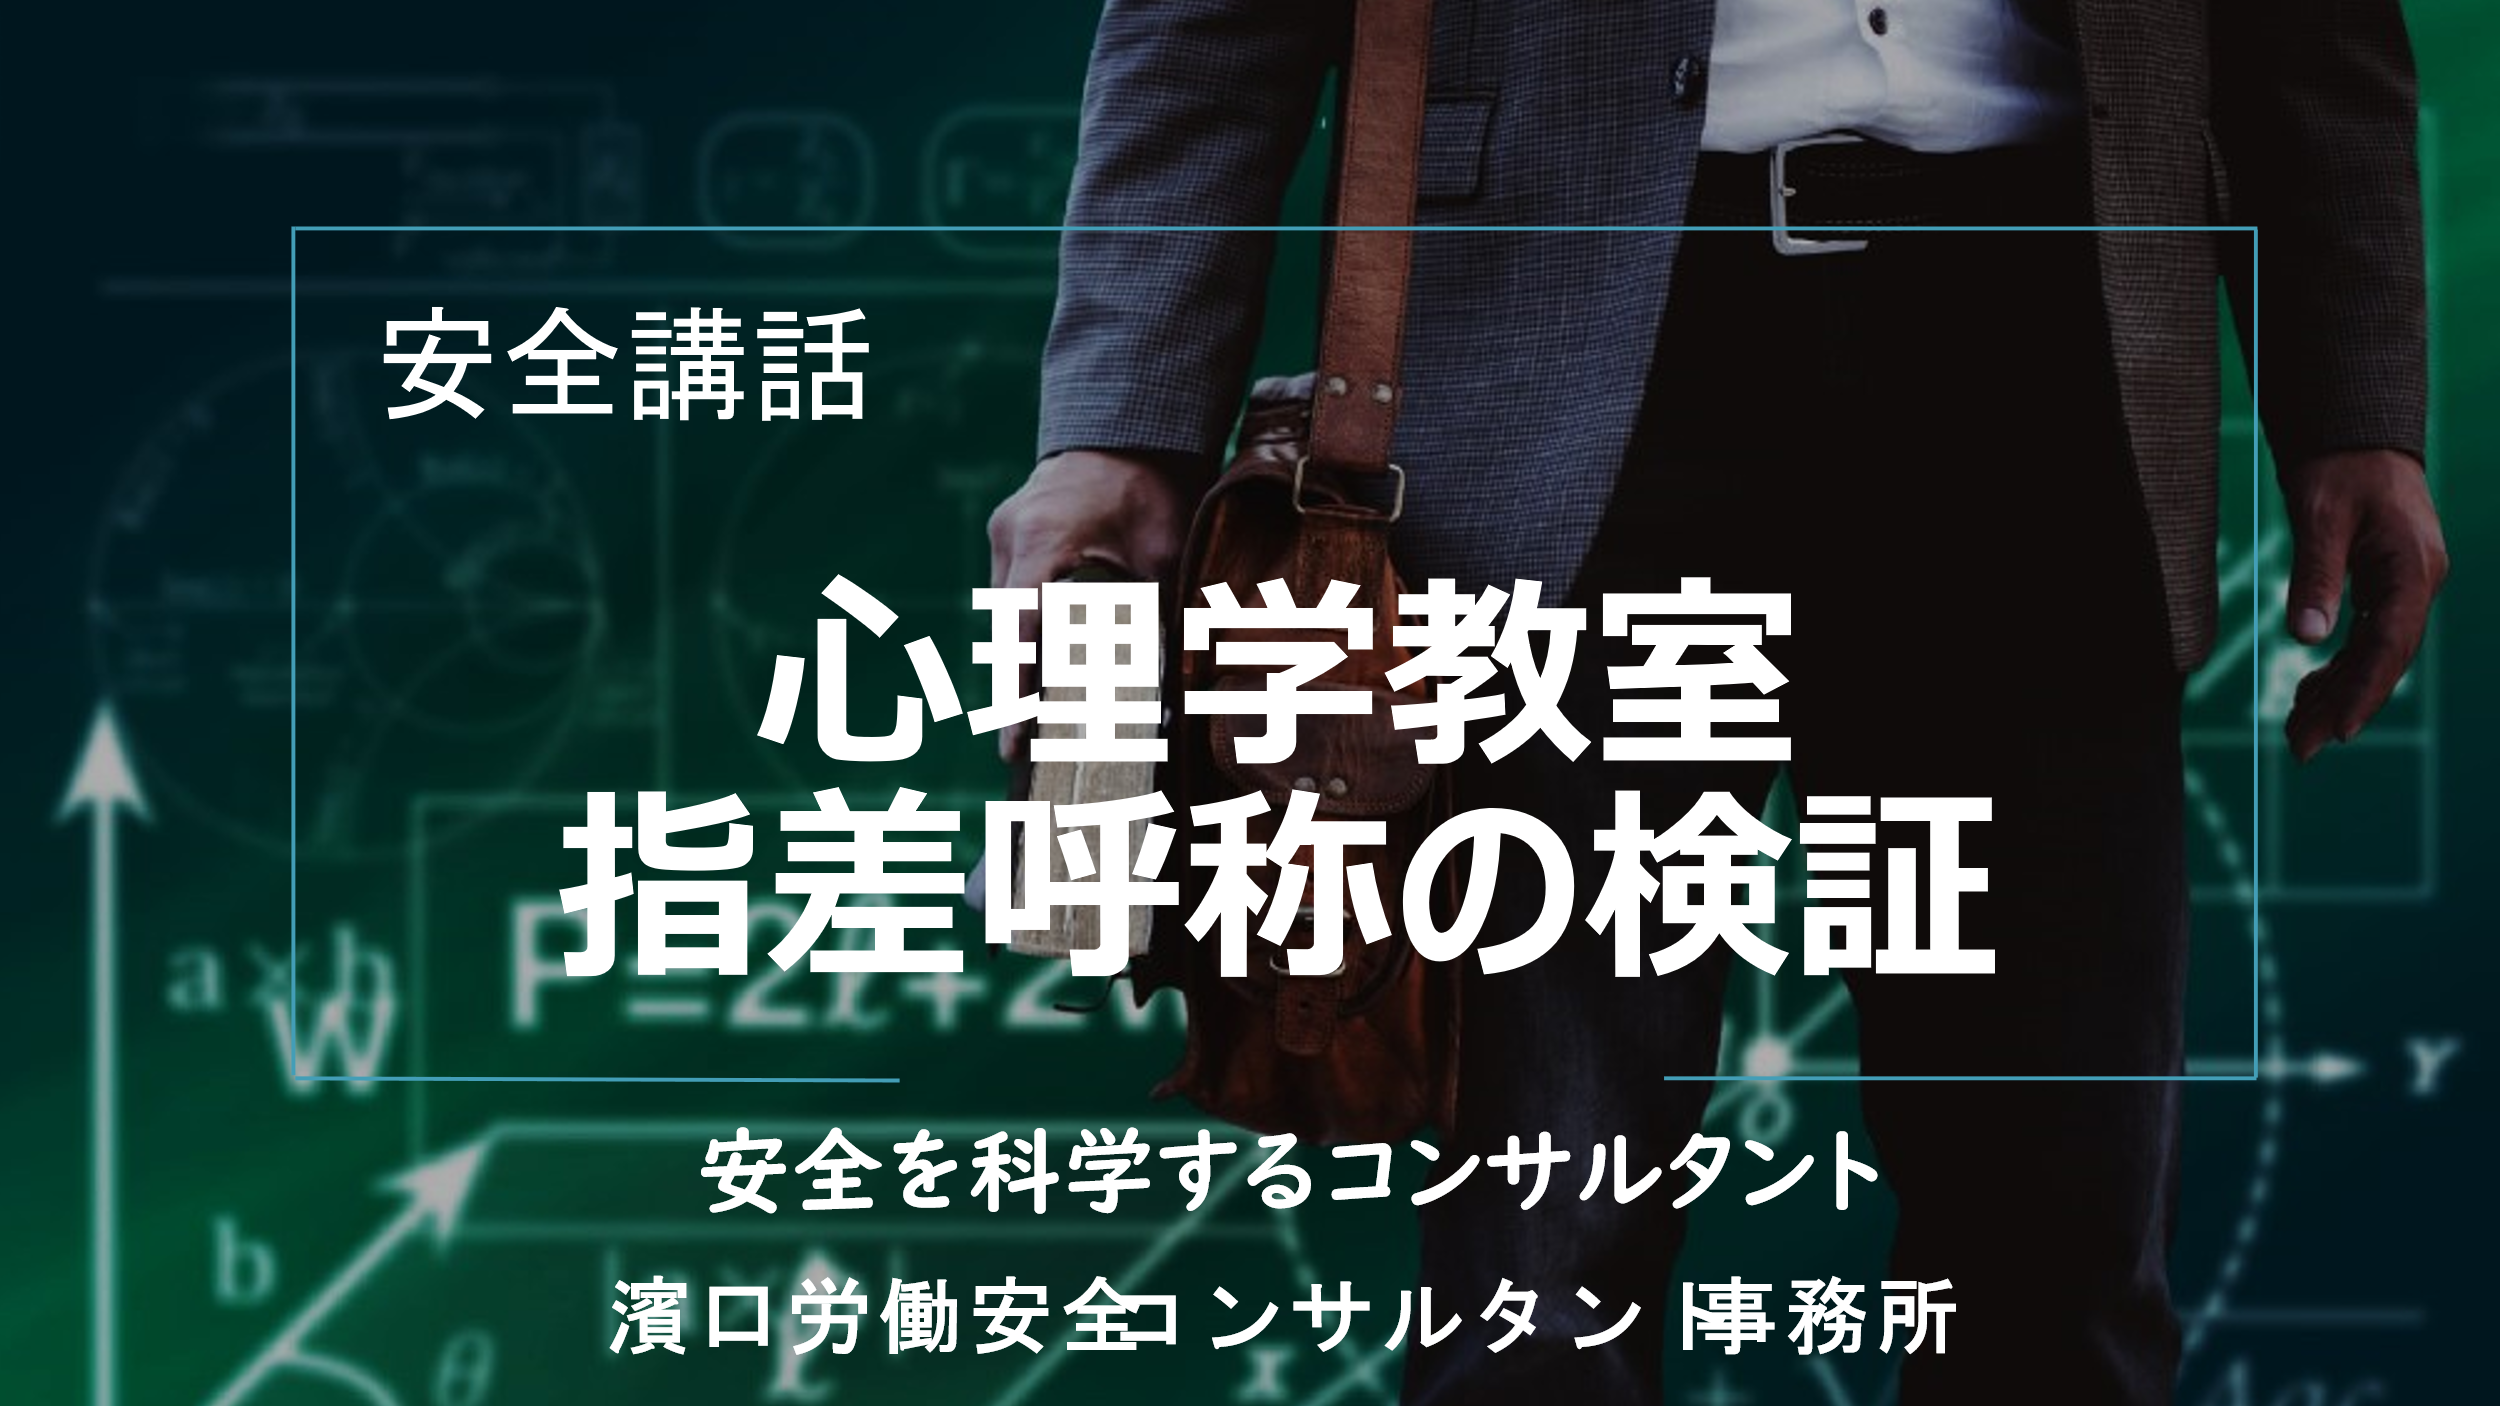 安全講話
心理学教室
指差呼称の検証
a×b
W
P=2ℓ+2w
Y
安全を科学するコンサルタント
b
濱口労働安全コンサルタント事務所
θ
x